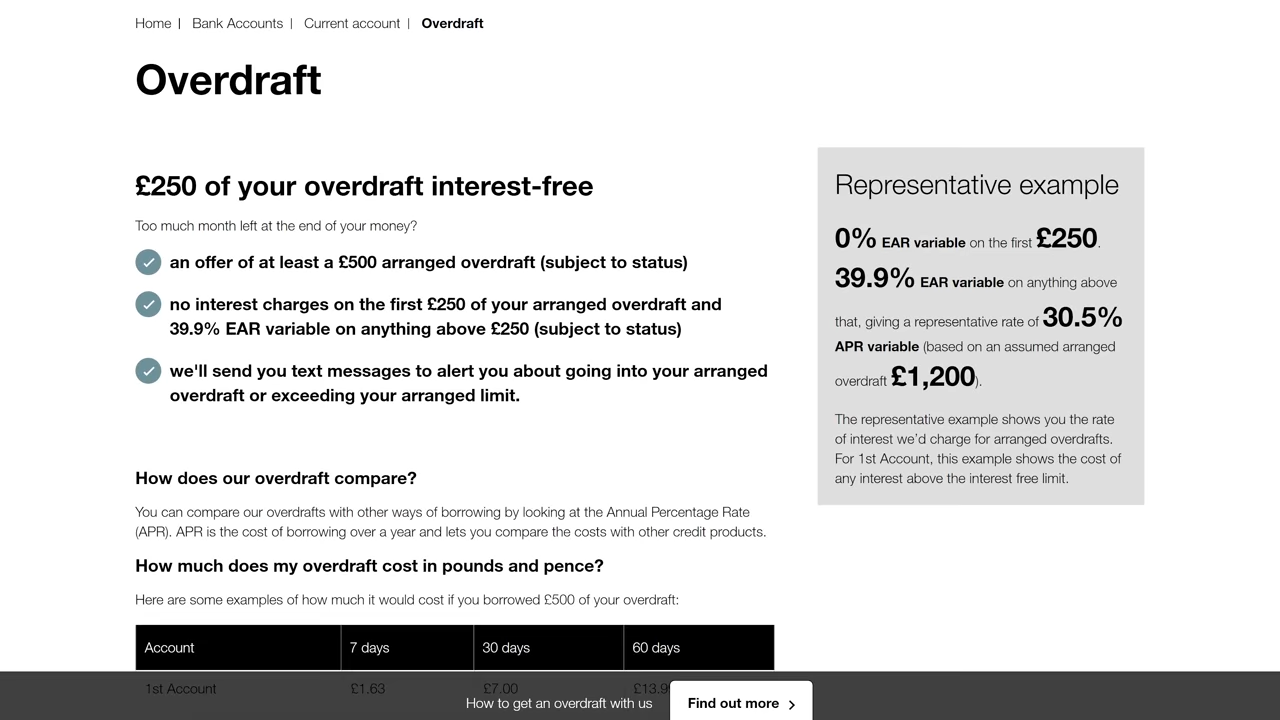 Home | Bank Accounts | Current account | Overdraft
Overdraft
£250 of your overdraft interest-free
Too much month left at the end of your money?
an offer of at least a £500 arranged overdraft (subject to status)
no interest charges on the first £250 of your arranged overdraft and
39.9% EAR variable on anything above £250 (subject to status)
we'll send you text messages to alert you about going into your arranged
overdraft or exceeding your arranged limit.
How does our overdraft compare?
You can compare our overdrafts with other ways of borrowing by looking at the Annual Percentage Rate
(APR). APR is the cost of borrowing over a year and lets you compare the costs with other credit products.
How much does my overdraft cost in pounds and pence?
Here are some examples of how much it would cost if you borrowed £500 of your overdraft:
Account 7 days 30 days 60 days
1st Account £1.63 £7.00
Representative example
0% EAR variable on the first £250.
39.9% EAR variable on anything above
that, giving a representative rate of 30.5%
APR variable (based on an assumed arranged
overdraft £1,200).
The representative example shows you the rate
of interest we'd charge for arranged overdrafts.
For 1st Account, this example shows the cost of
any interest above the interest free limit.
How to get an overdraft with us Find out more